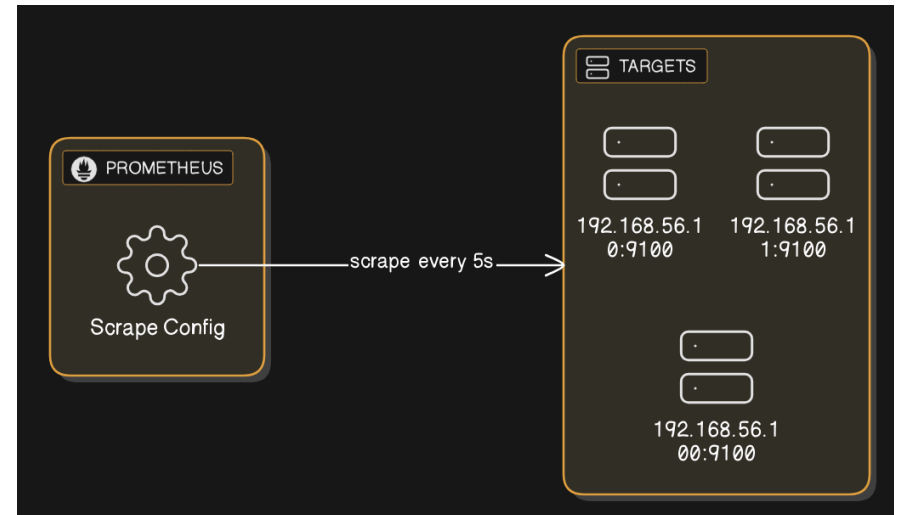 TARGETS
PROMETHEUS
192.168.56.1
0:9100
192.168.56.1
1:9100
scrape every 5s
Scrape Config
192.168.56.1
00:9100